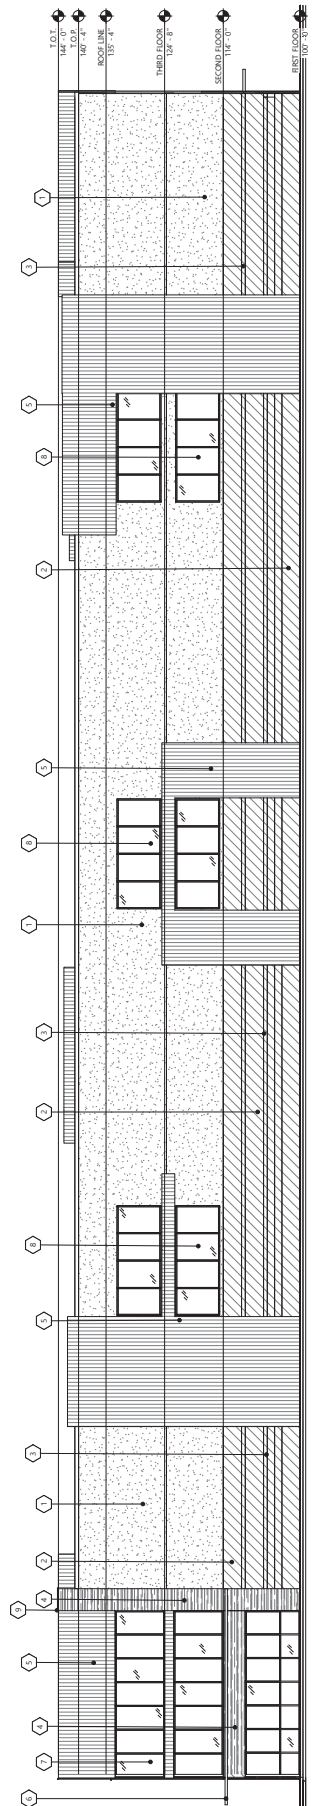 T.O.T.
144' - 0"
T.O.P.
140' - 4"
ROOF LINE
135' - 4"
THIRD FLOOR
124' - 8"
SECOND FLOOR
114' - 0"
FIRST FLOOR
100' - 0"
1
3
5
8
2
5
8
1
3
2
8
5
3
1
2
4
9
5
4
7
6